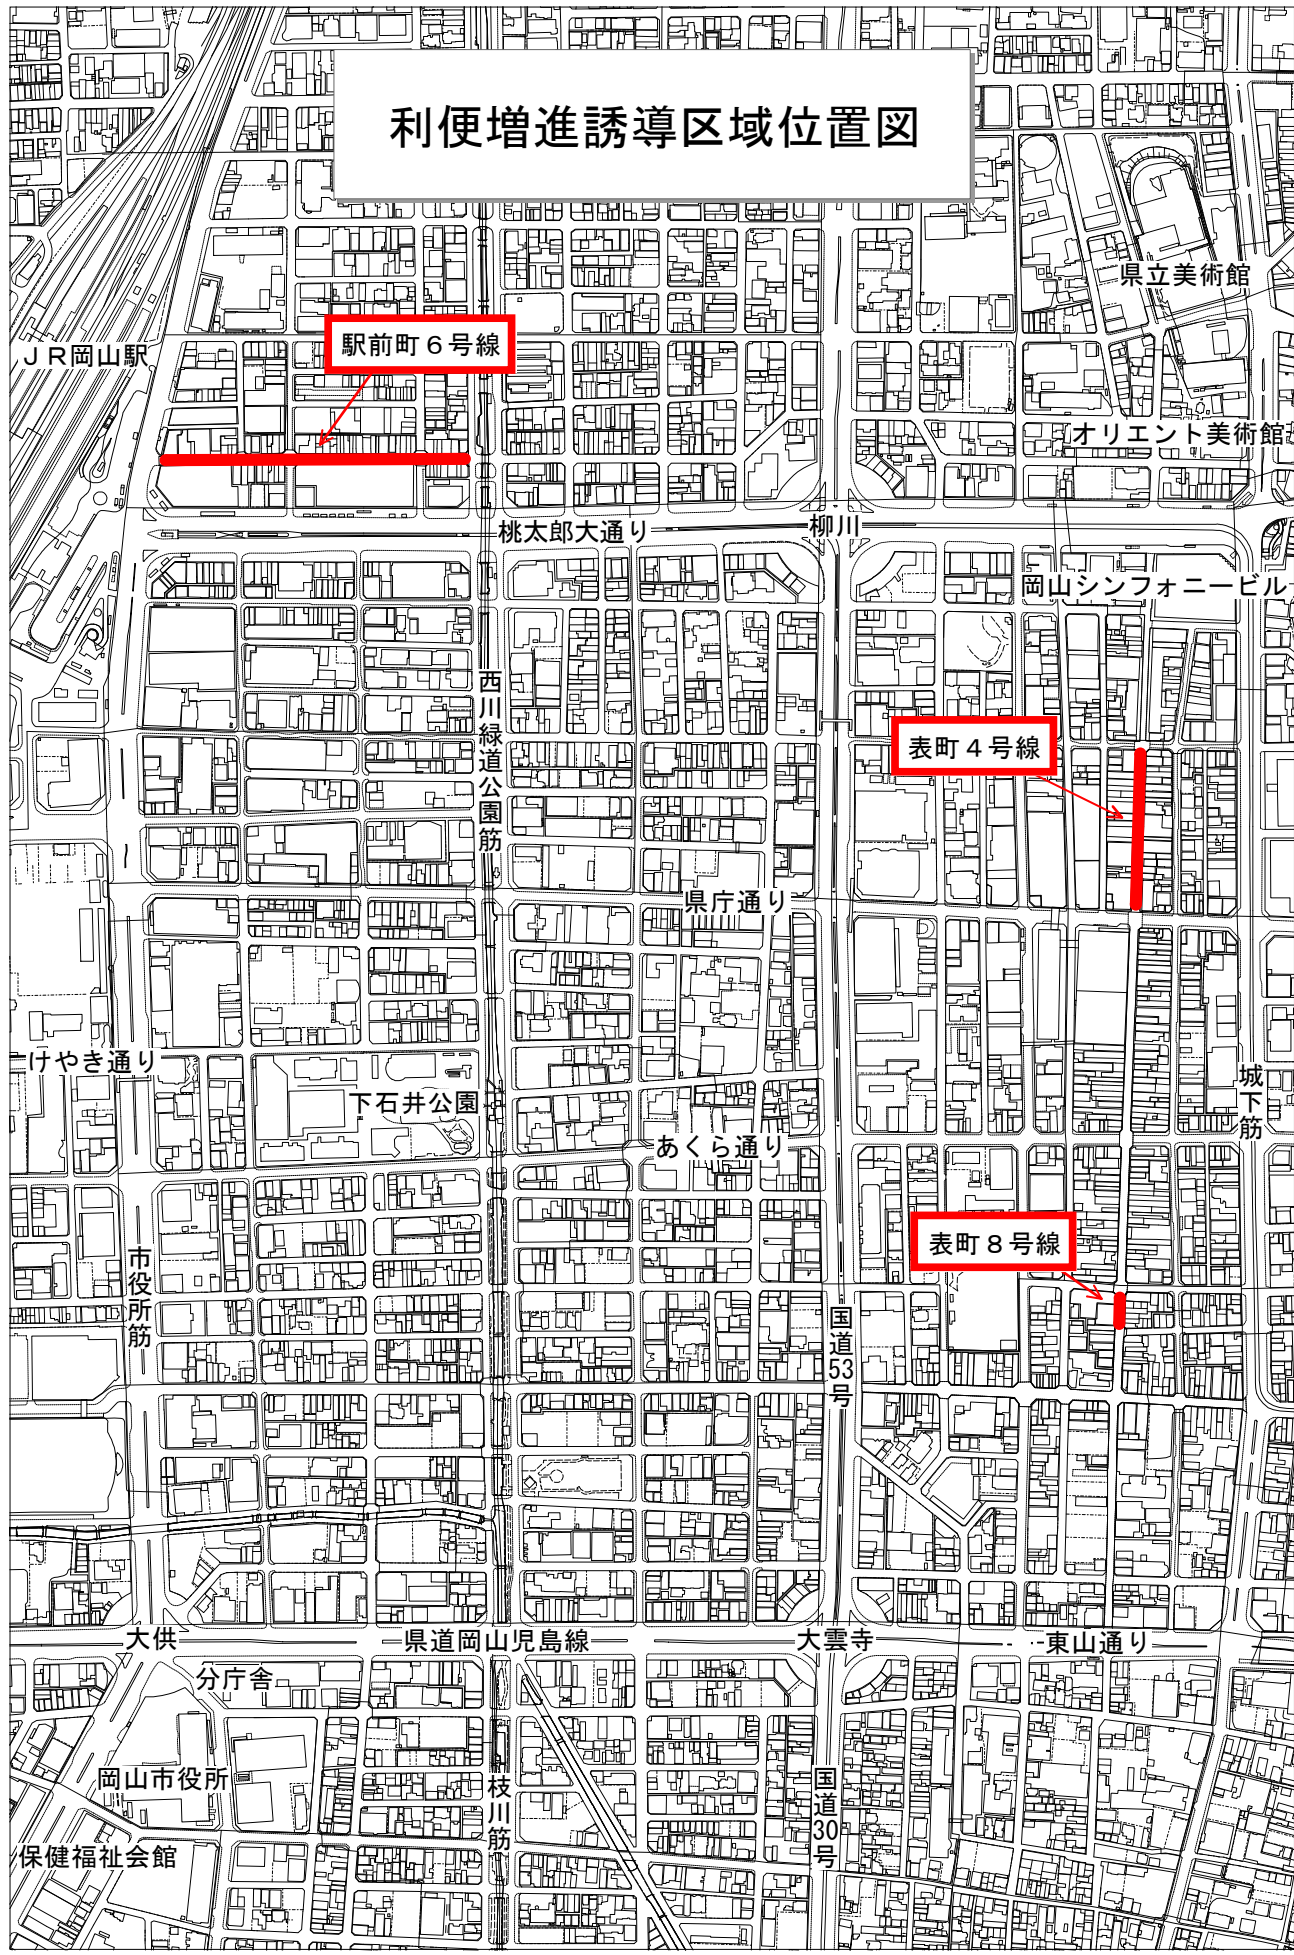 利便増進誘導区域位置図
県立美術館
駅前町６号線
ＪＲ岡山駅
オリエント美術館
桃太郎大通り
柳川
岡山シンフォニービル
西川緑道公園筋
表町４号線
県庁通り
けやき通り
下石井公園
城下筋
あくら通り
表町８号線
市役所筋
国道53号
大供
県道岡山児島線
大雲寺
東山通り
分庁舎
岡山市役所
枝川筋
国道30号
保健福祉会館